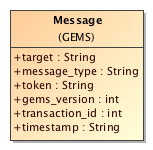 Message
(GEMS)
+target : String
+message_type : String
+token : String
+gems_version : int
+transaction_id : int
+timestamp : String